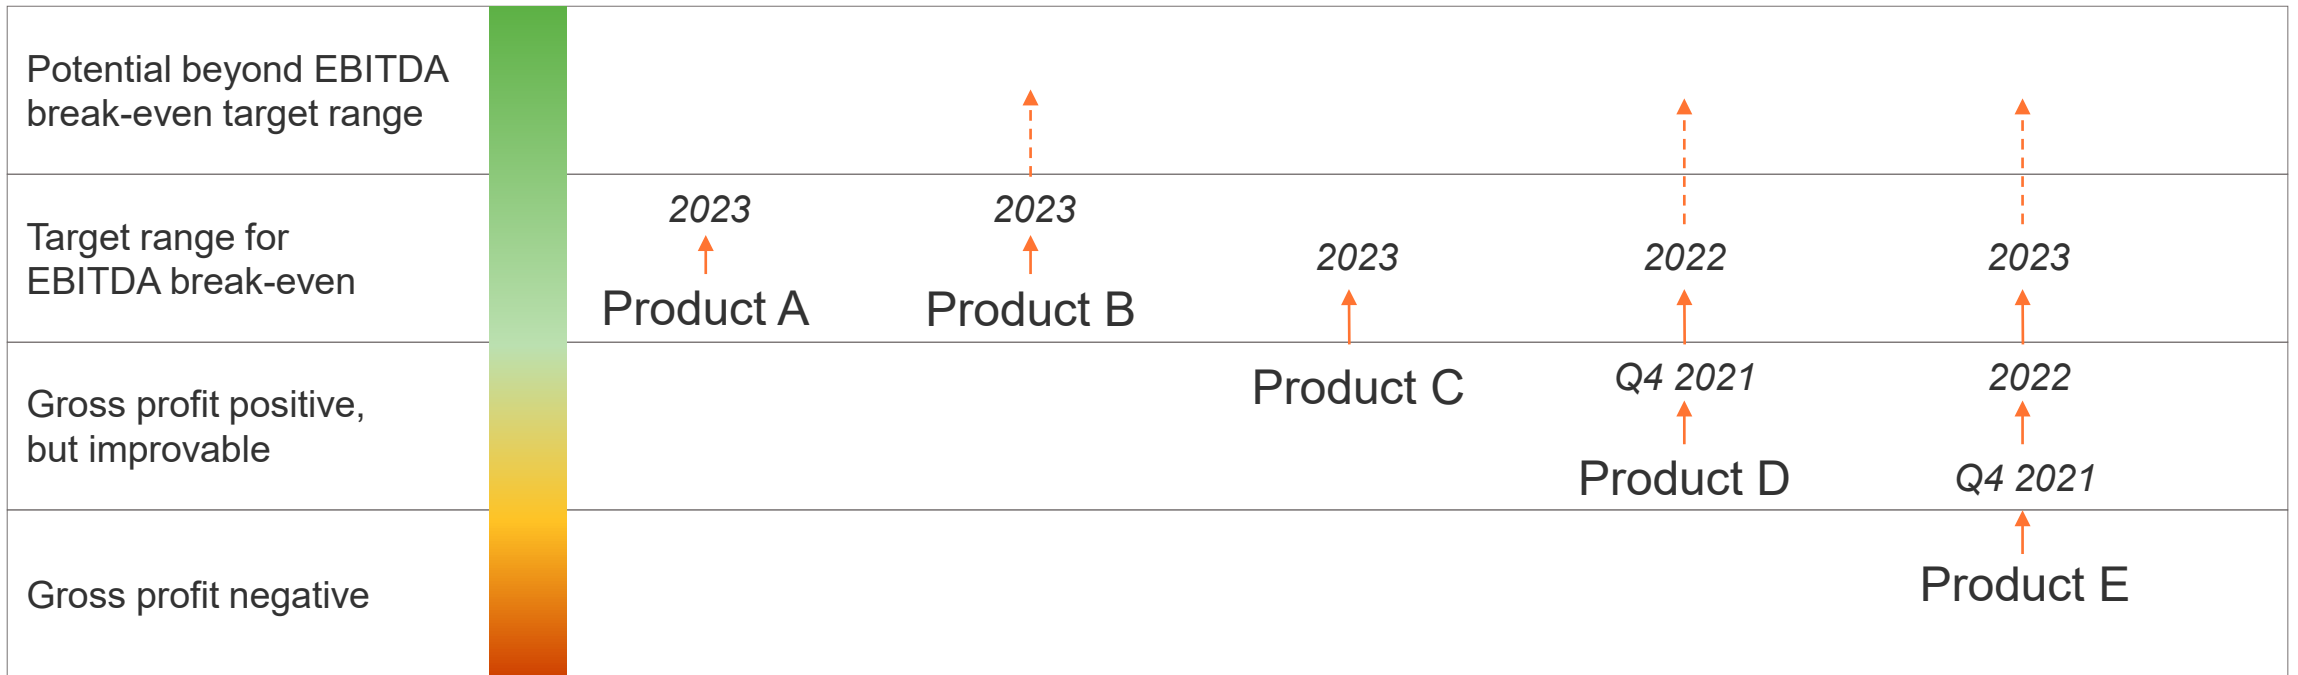 Potential beyond EBITDA
break-even target range
2023
2023
Target range for
EBITDA break-even
2023
2022
2023
Product A
Product B
Gross profit positive,
but improvable
Product C
Q4 2021
2022
Product D
Q4 2021
Gross profit negative
Product E